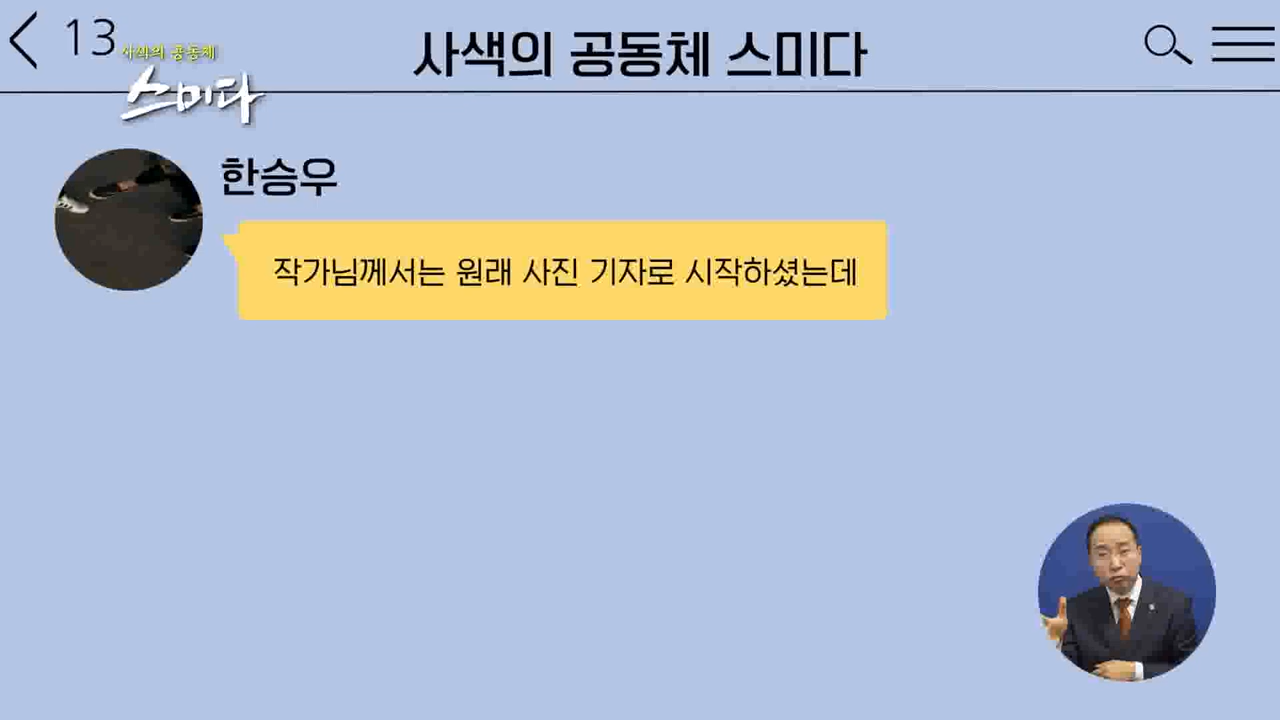 13
사색의 공동체
스미다
사색의 공동체 스미다
한승우
작가님께서는 원래 사진 기자로 시작하셨는데